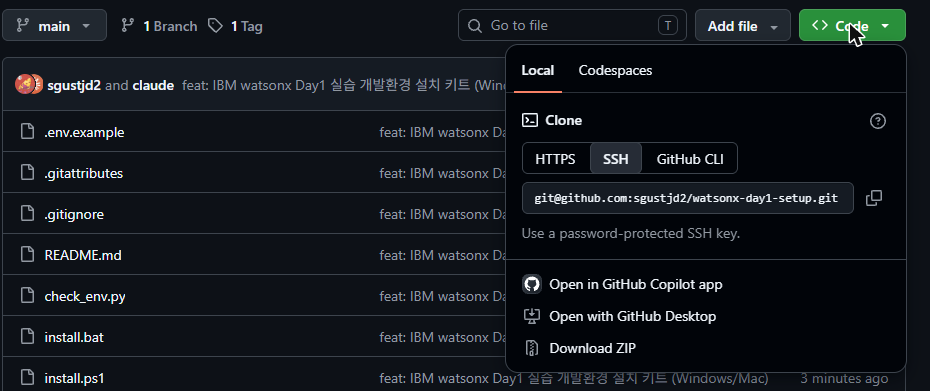 main 1 Branch 1 Tag Go to file T Add file Code
Local Codespaces
sgustjd2 and claude feat: IBM watsonx Day1 실습 개발환경 설치 키트 (Win
Clone
.env.example feat: IBM watsonx Da
HTTPS SSH GitHub CLI
.gitattributes feat: IBM watsonx Da
git@github.com:sgustjd2/watsonx-day1-setup.git
.gitignore feat: IBM watsonx Da
Use a password-protected SSH key.
README.md feat: IBM watsonx Da
Open in GitHub Copilot app
check_env.py feat: IBM watsonx Da
Open with GitHub Desktop
install.bat feat: IBM watsonx Da
Download ZIP
install.ps1 feat: IBM watsonx Day1 실습 개발환경 설치 키트 (Windows/Mac) 3 minutes ago